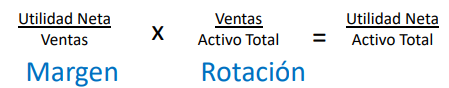 Utilidad Neta x Ventas = Utilidad Neta
Ventas Activo Total Activo Total
Margen Rotación